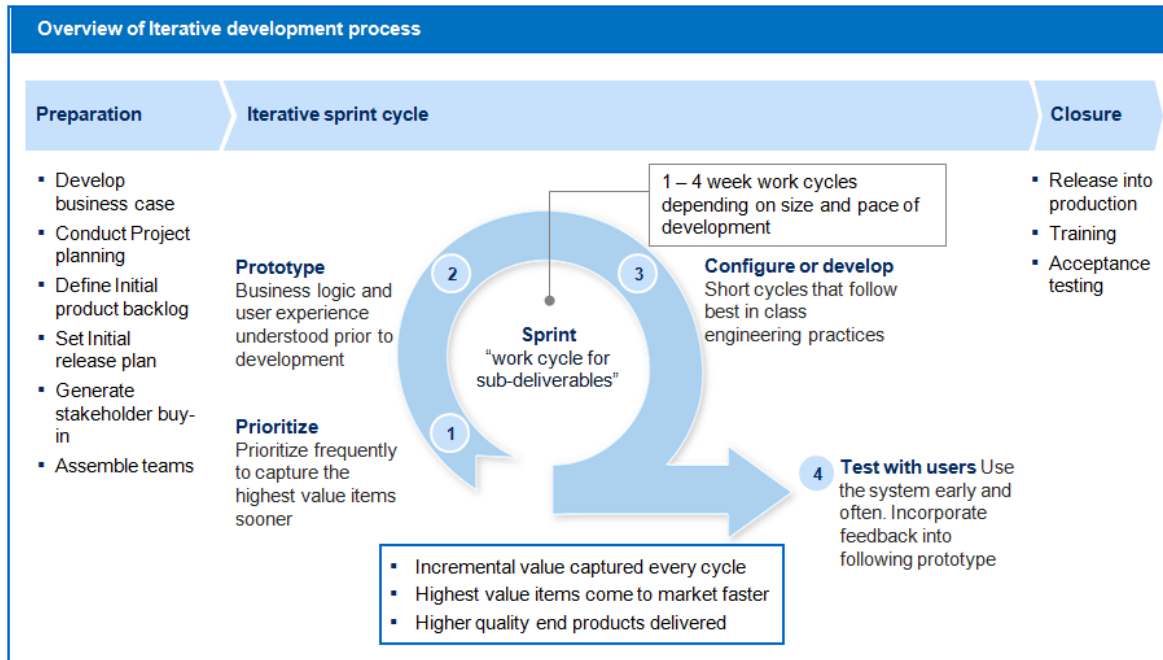 Overview of Iterative development process
Preparation
Iterative sprint cycle
Closure
▪ Develop
business case
▪ Conduct Project
planning
▪ Define Initial
product backlog
▪ Set Initial
release plan
▪ Generate
stakeholder buy-
in
▪ Assemble teams
Prototype
Business logic and
user experience
understood prior to
development
Prioritize
Prioritize frequently
to capture the
highest value items
sooner
1
2
3
1 – 4 week work cycles
depending on size and pace of
development
Sprint
“work cycle for
sub-deliverables”
Configure or develop
Short cycles that follow
best in class
engineering practices
4
Test with users Use
the system early and
often. Incorporate
feedback into
following prototype
▪ Incremental value captured every cycle
▪ Highest value items come to market faster
▪ Higher quality end products delivered
▪ Release into
production
▪ Training
▪ Acceptance
testing